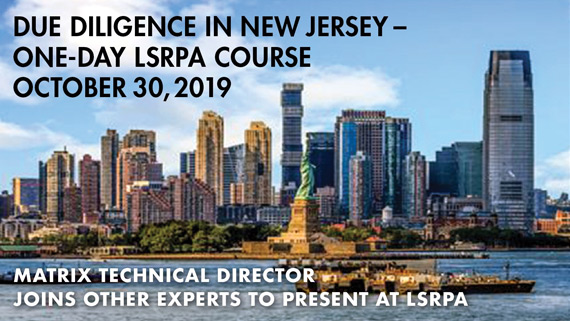 DUE DILIGENCE IN NEW JERSEY –
ONE-DAY LSRPA COURSE
OCTOBER 30, 2019
MATRIX TECHNICAL DIRECTOR
JOINS OTHER EXPERTS TO PRESENT AT LSRPA